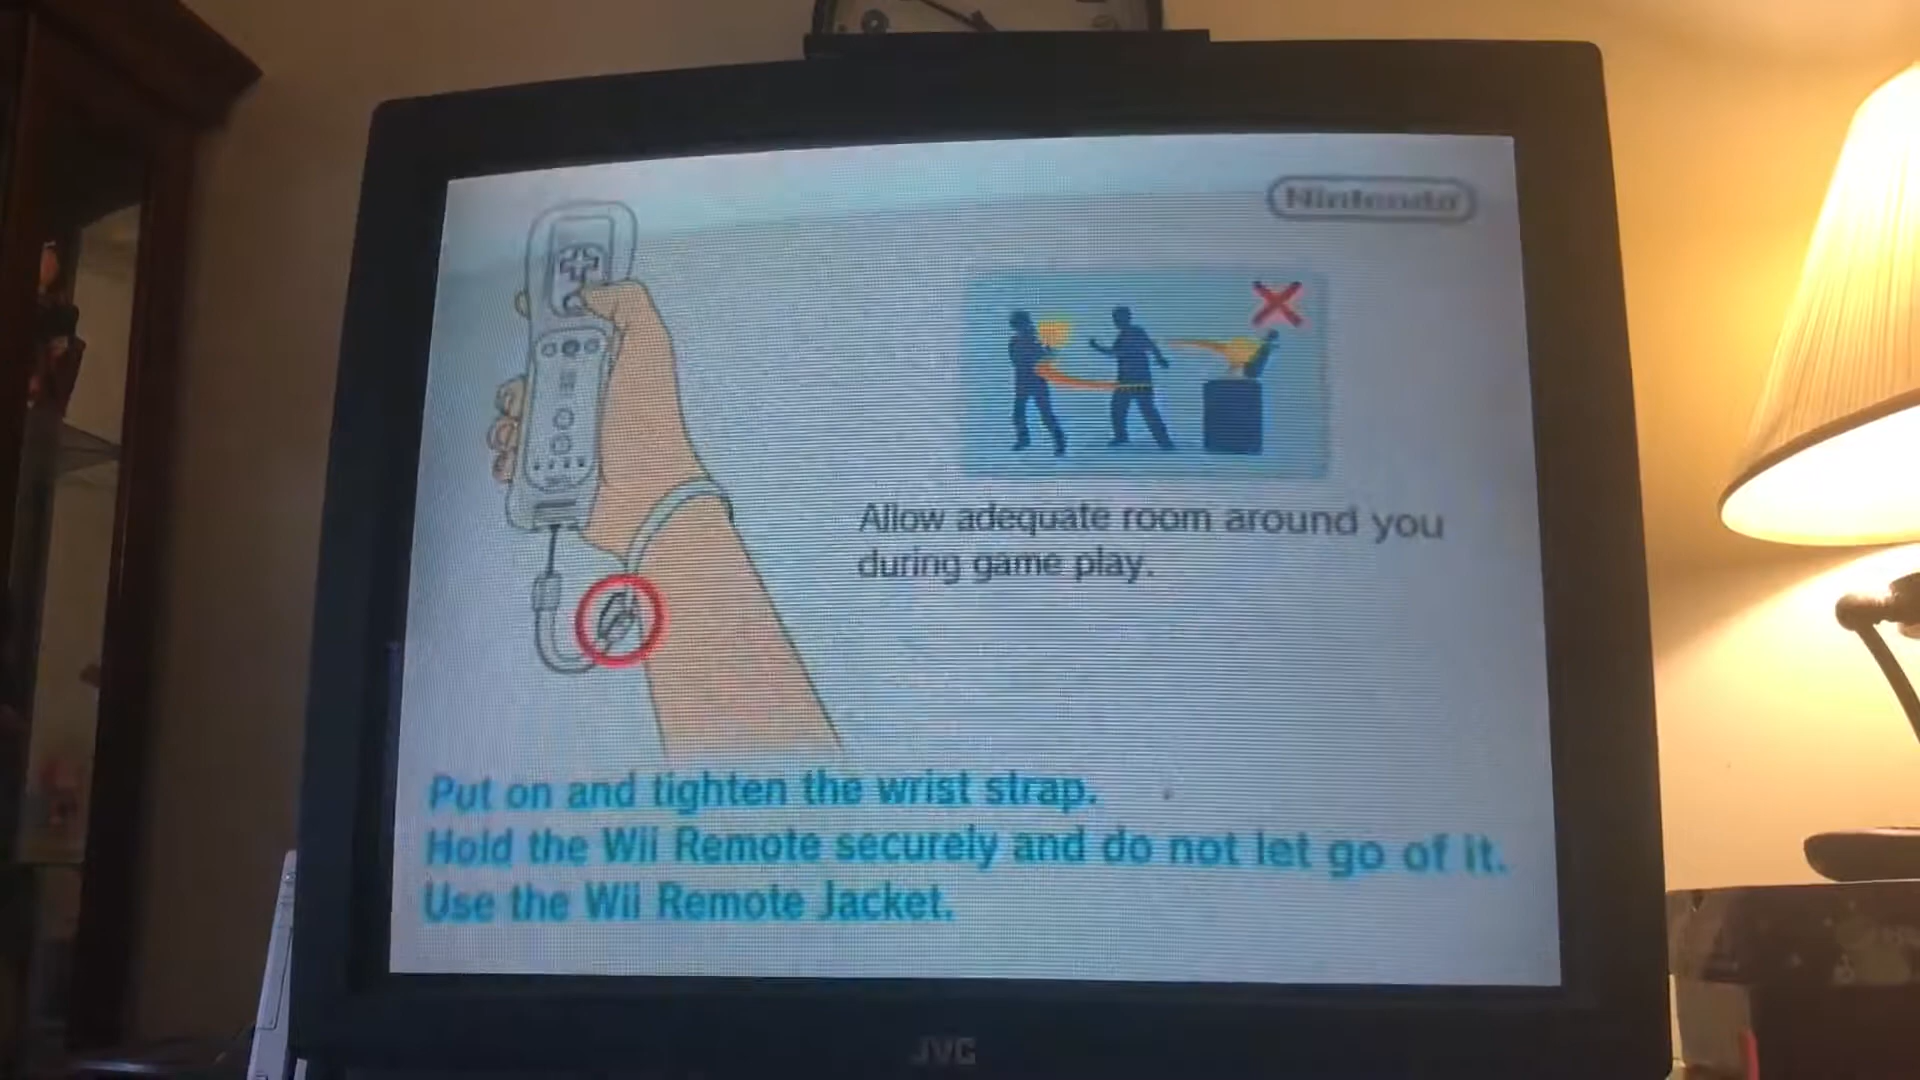 Nintendo
Allow adequate room around you
during game play.
Put on and tighten the wrist strap.
Hold the Wii Remote securely and do not let go of it.
Use the Wii Remote Jacket.
JVC